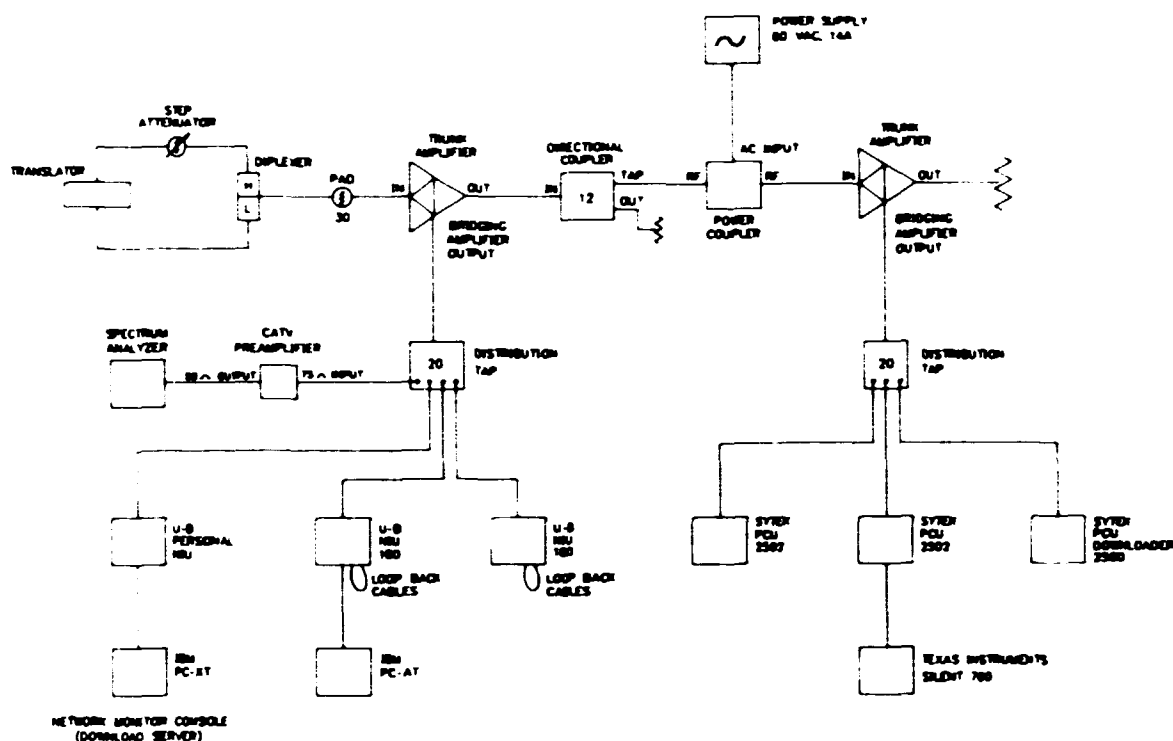 POWER SUPPLY
60 VAC, 14A
STEP
ATTENUATOR
TRANSLATOR
DIPLEXER
H
L
PAD
30
TRUNK
AMPLIFIER
IN
OUT
BRIDGING
AMPLIFIER
OUTPUT
DIRECTIONAL
COUPLER
IN
12
TAP
OUT
AC INPUT
RF
RF
POWER
COUPLER
TRUNK
AMPLIFIER
IN
OUT
BRIDGING
AMPLIFIER
OUTPUT
SPECTRUM
ANALYZER
CATV
PREAMPLIFIER
OUTPUT
75 INPUT
20
DISTRIBUTION
TAP
20
DISTRIBUTION
TAP
U-B
PERSONAL
NIU
U-B
NIU
180
LOOP BACK
CABLES
U-B
NIU
180
LOOP BACK
CABLES
SYTEK
PCU
SYTEK
PCU
SYTEK
PCU
DOWNLOADER
IBM
PC-XT
IBM
PC-AT
TEXAS INSTRUMENTS
SILENT 700
NETWORK MONITOR CONSOLE
(DOWNLOAD SERVER)